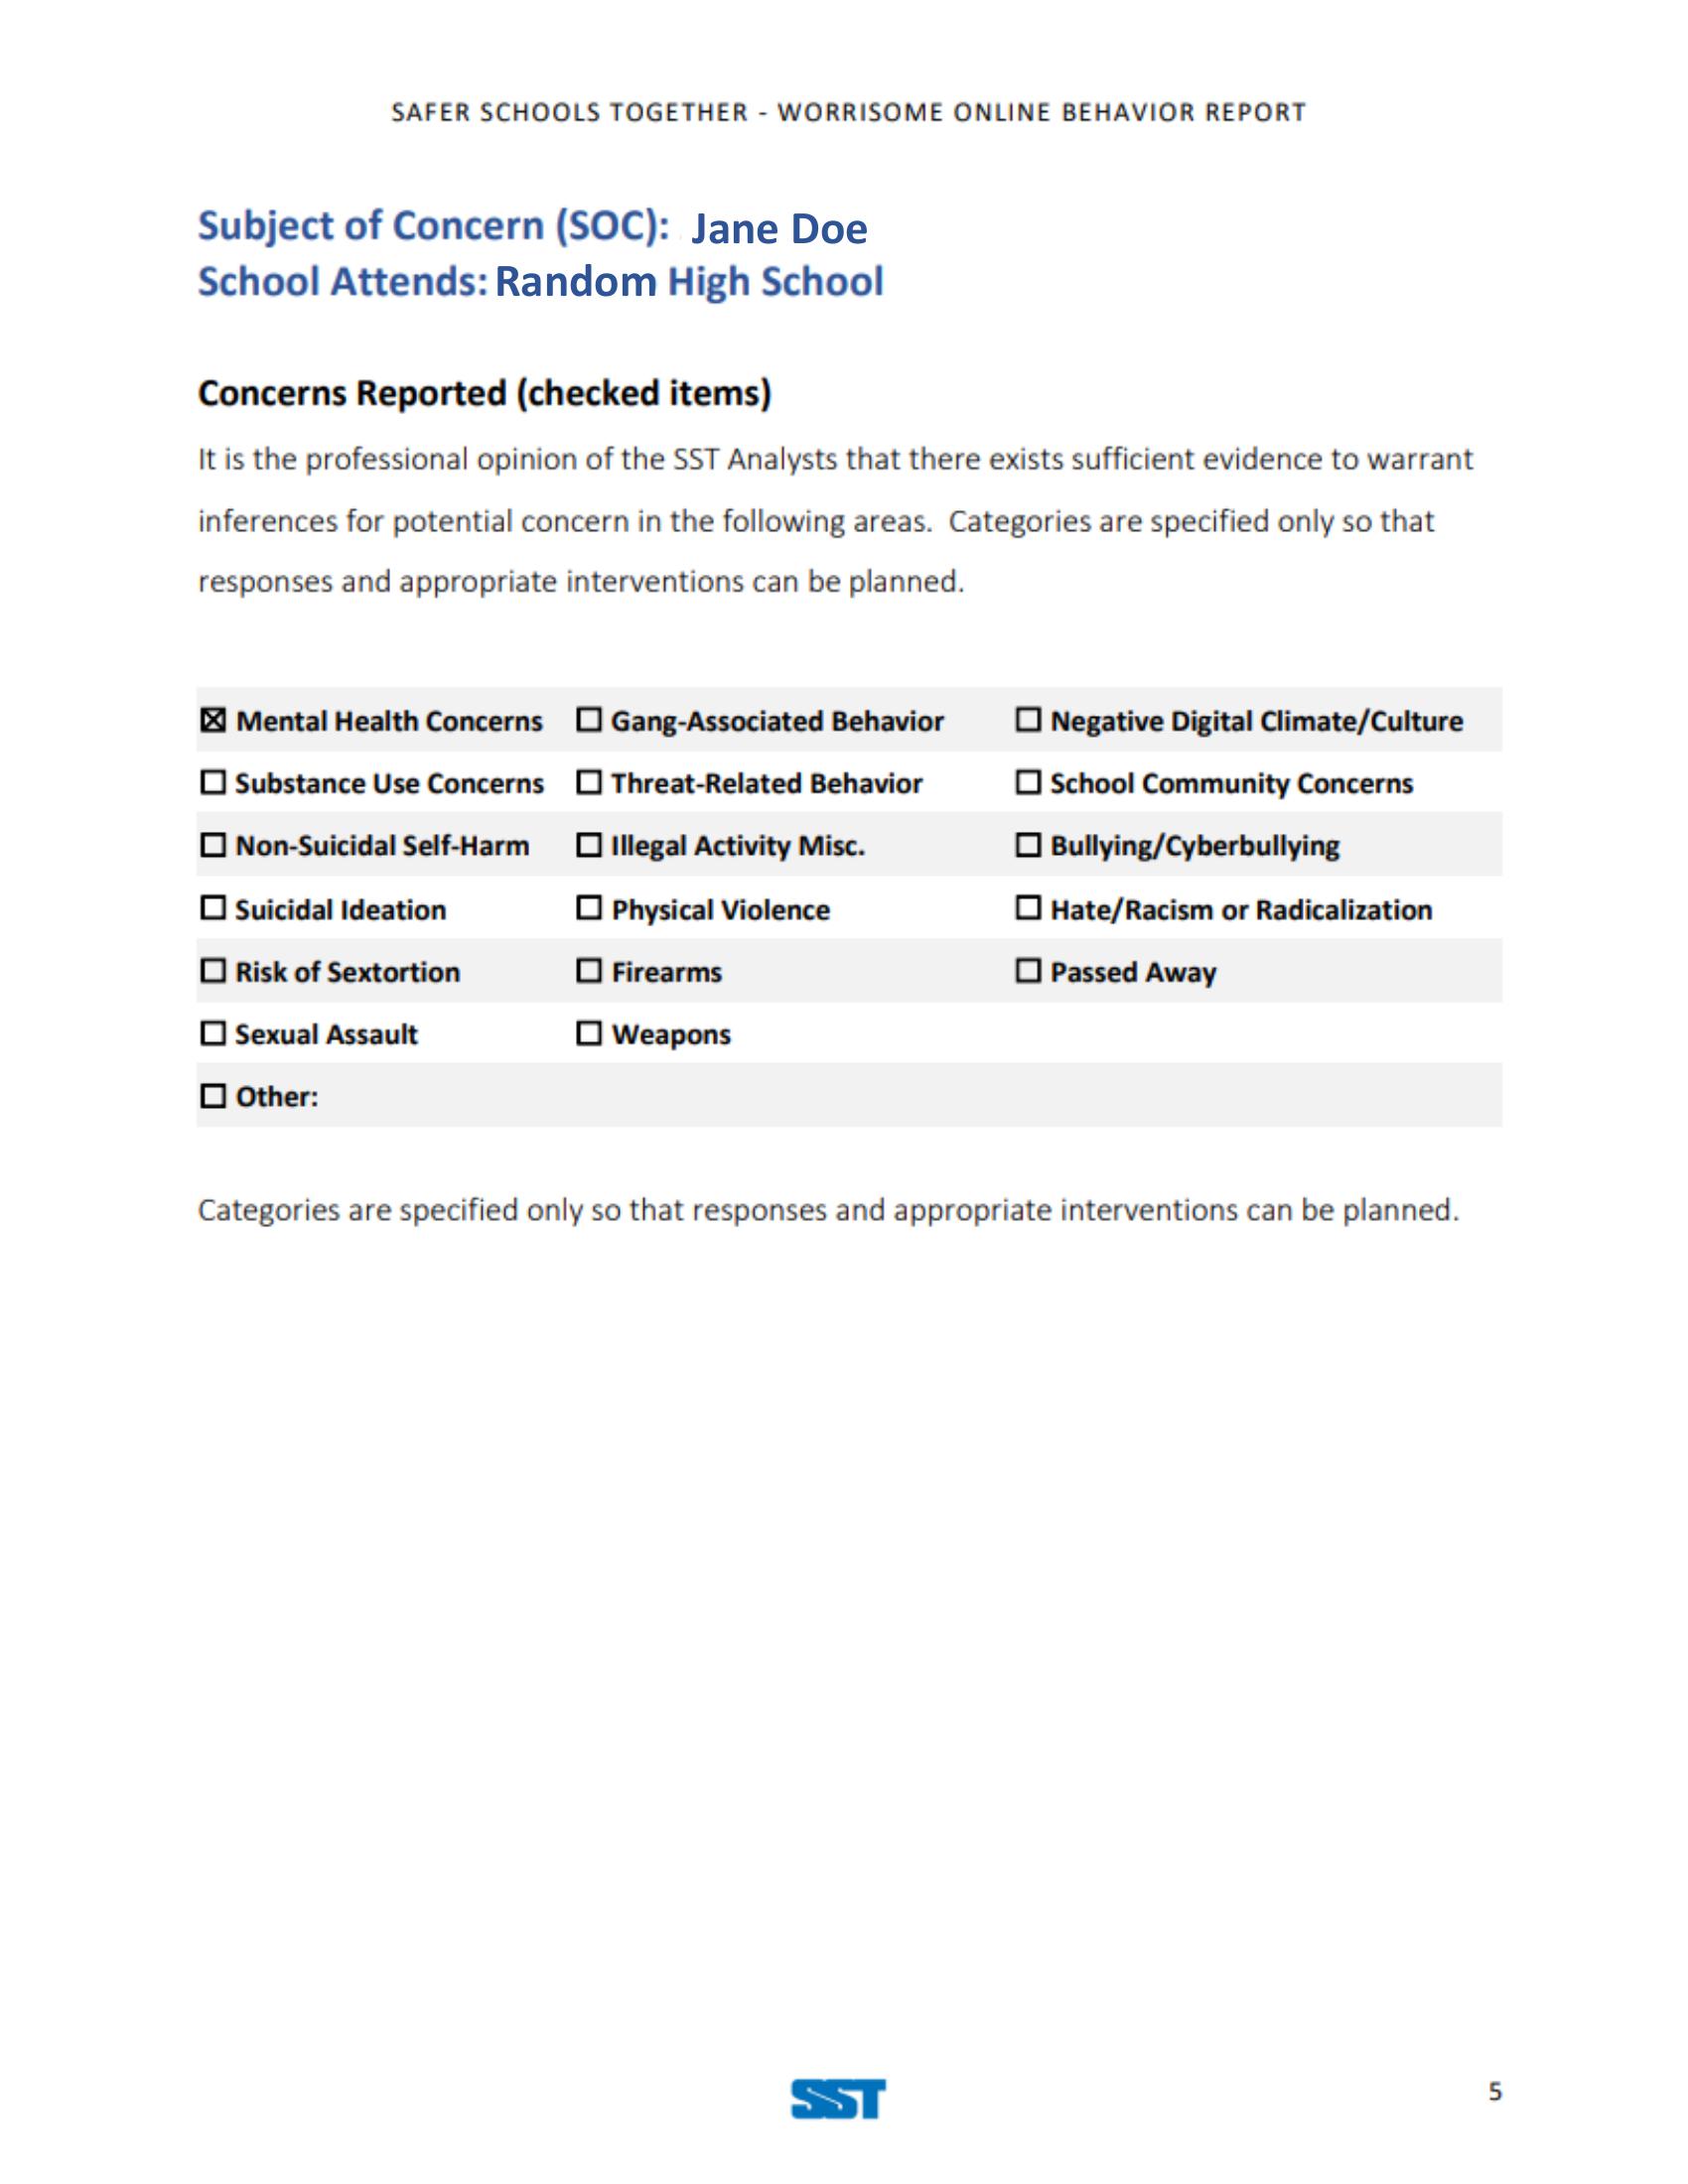 SAFER SCHOOLS TOGETHER - WORRISOME ONLINE BEHAVIOR REPORT
Subject of Concern (SOC): Jane Doe
School Attends: Random High School
Concerns Reported (checked items)
It is the professional opinion of the SST Analysts that there exists sufficient evidence to warrant
inferences for potential concern in the following areas.  Categories are specified only so that
responses and appropriate interventions can be planned.
☒ Mental Health Concerns ☐ Gang-Associated Behavior ☐ Negative Digital Climate/Culture
☐ Substance Use Concerns ☐ Threat-Related Behavior ☐ School Community Concerns
☐ Non-Suicidal Self-Harm ☐ Illegal Activity Misc. ☐ Bullying/Cyberbullying
☐ Suicidal Ideation ☐ Physical Violence ☐ Hate/Racism or Radicalization
☐ Risk of Sextortion ☐ Firearms ☐ Passed Away
☐ Sexual Assault ☐ Weapons
☐ Other:
Categories are specified only so that responses and appropriate interventions can be planned.
SST
5